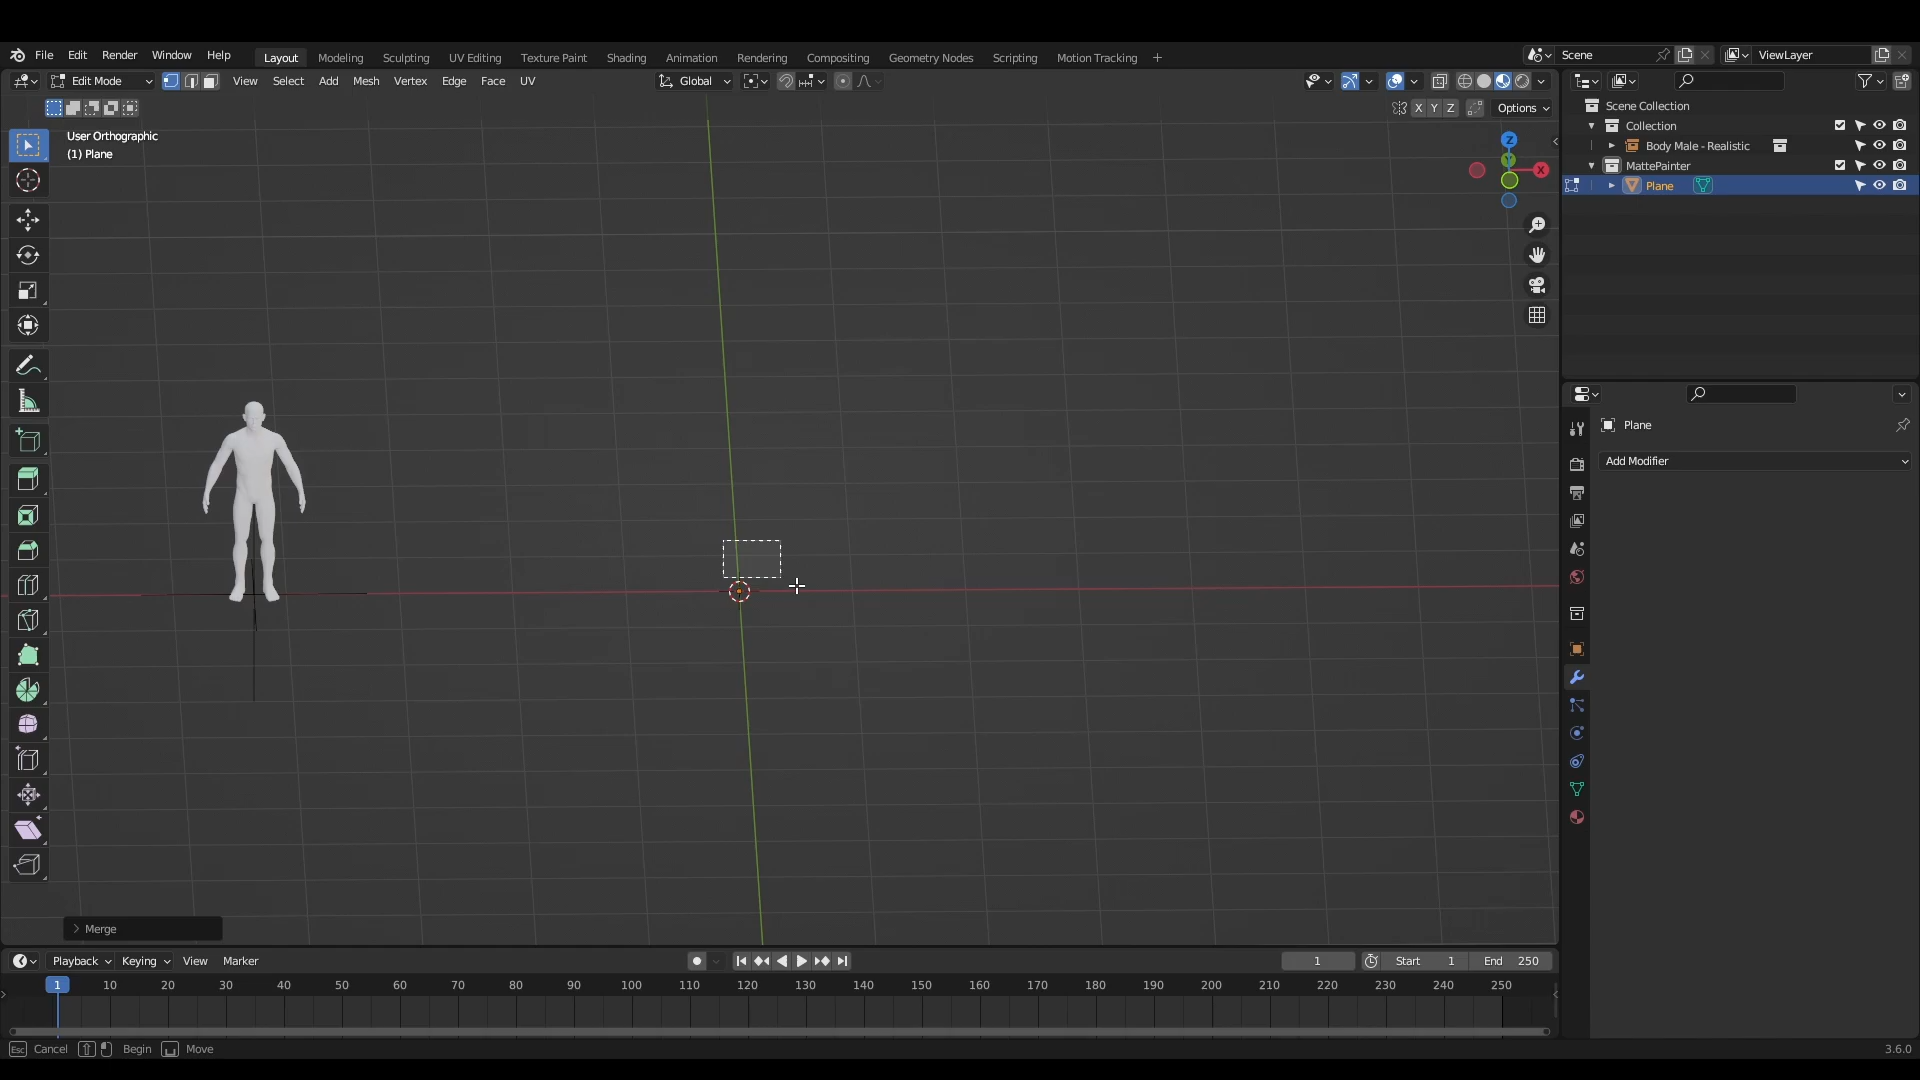 File Edit Render Window Help Layout Modeling Sculpting UV Editing Texture Paint Shading Animation Rendering Compositing Geometry Nodes Scripting Motion Tracking + Scene ViewLayer
Edit Mode View Select Add Mesh Vertex Edge Face UV Global
X Y Z Options
User Orthographic
(1) Plane
Z
Y
X
Scene Collection
Collection
Body Male - Realistic
MattePainter
Plane
Plane
Add Modifier
Merge
Playback Keying View Marker 1 Start 1 End 250
1 10 20 30 40 50 60 70 80 90 100 110 120 130 140 150 160 170 180 190 200 210 220 230 240 250
Esc Cancel Begin Move 3.6.0